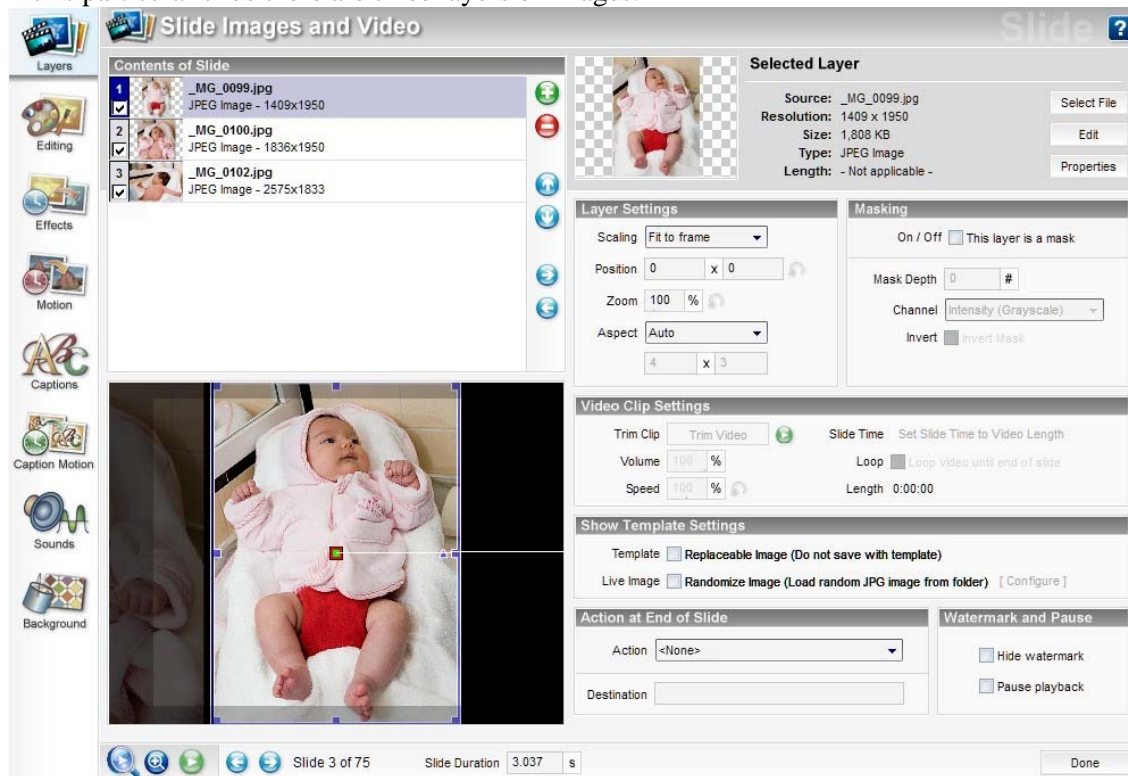 Slide Images and Video
Slide
?
Layers
Editing
Effects
Motion
Captions
Caption Motion
Sounds
Background
Contents of Slide
1 _MG_0099.jpg
JPEG Image - 1409x1950
2 _MG_0100.jpg
JPEG Image - 1836x1950
3 _MG_0102.jpg
JPEG Image - 2575x1833
Selected Layer
Source: _MG_0099.jpg
Resolution: 1409 x 1950
Size: 1,808 KB
Type: JPEG Image
Length: - Not applicable -
Select File
Edit
Properties
Layer Settings
Scaling Fit to frame
Position 0 x 0
Zoom 100 %
Aspect Auto
4 x 3
Masking
On / Off This layer is a mask
Mask Depth 0 #
Channel Intensity (Grayscale)
Invert Invert Mask
Video Clip Settings
Trim Clip Trim Video Slide Time Set Slide Time to Video Length
Volume 100 % Loop Loop video until end of slide
Speed 100 % Length 0:00:00
Show Template Settings
Template Replaceable Image (Do not save with template)
Live Image Randomize Image (Load random JPG image from folder) [ Configure ]
Action at End of Slide
Action <None>
Destination
Watermark and Pause
Hide watermark
Pause playback
Slide 3 of 75 Slide Duration 3.037 s
Done